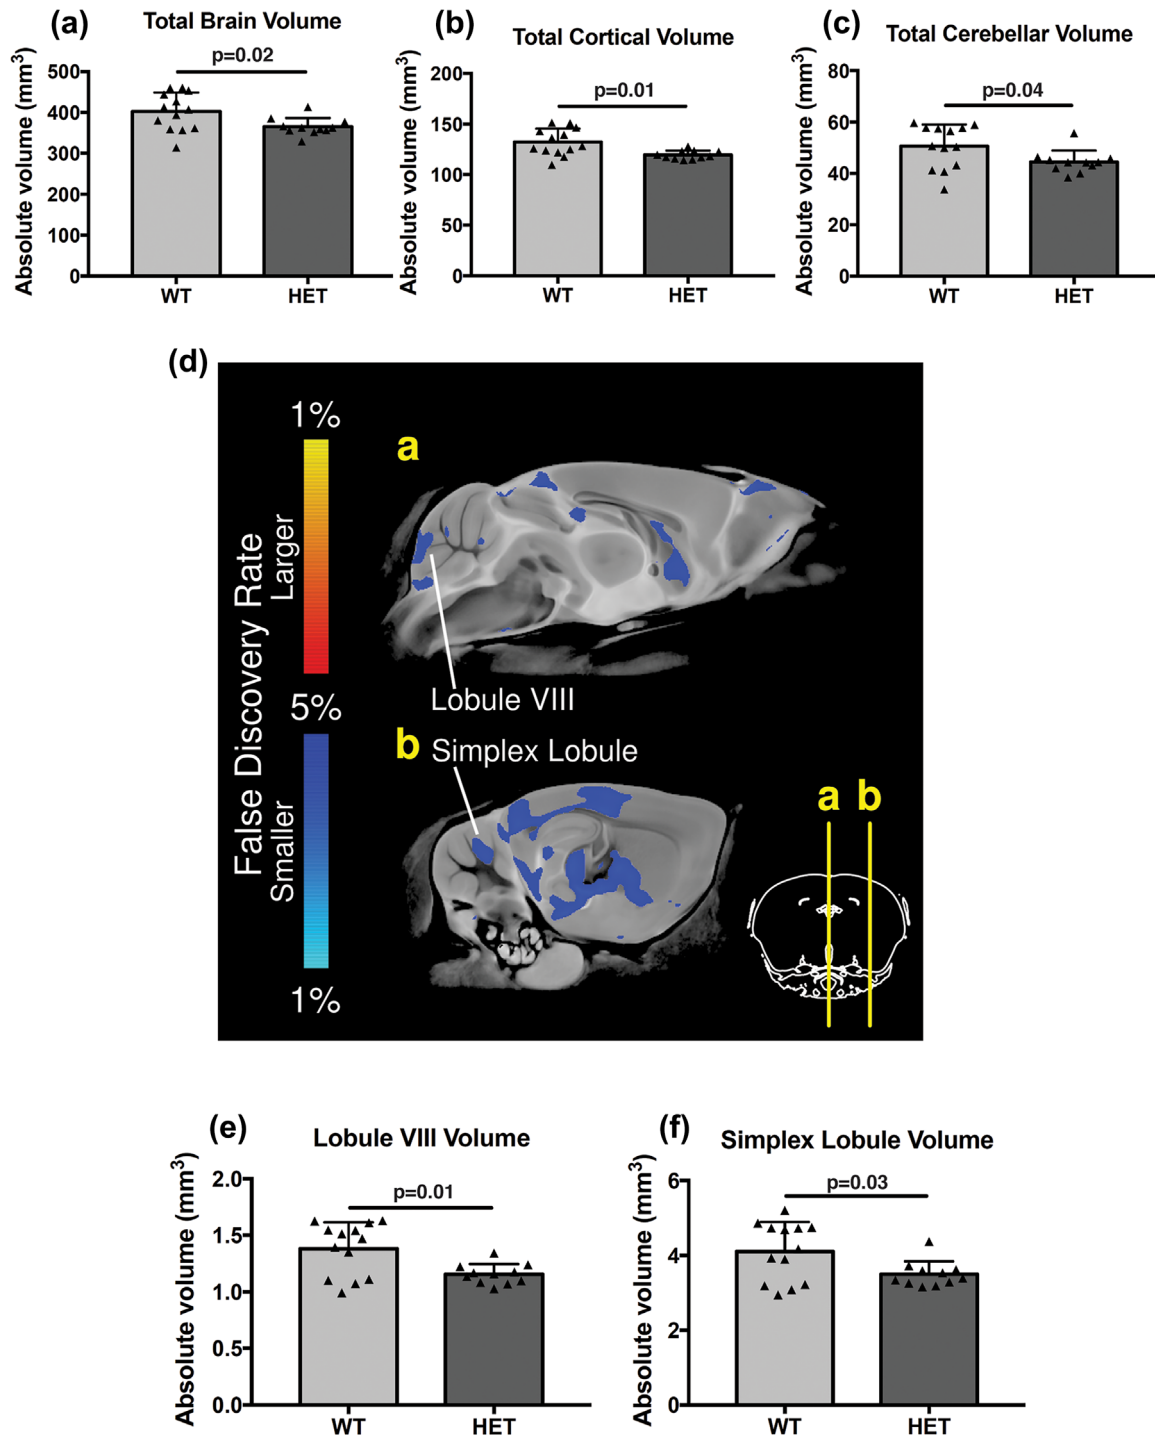 (a)
Total Brain Volume
Absolute volume (mm³)
500
400
300
200
100
0
p=0.02
WT
HET
(b)
Total Cortical Volume
Absolute volume (mm³)
200
150
100
50
0
p=0.01
WT
HET
(c)
Total Cerebellar Volume
Absolute volume (mm³)
80
60
40
20
0
p=0.04
WT
HET
(d)
False Discovery Rate
1%
Larger
5%
Smaller
1%
a
Lobule VIII
b
Simplex Lobule
a
b
(e)
Lobule VIII Volume
Absolute volume (mm³)
2.0
1.5
1.0
0.5
0.0
p=0.01
WT
HET
(f)
Simplex Lobule Volume
Absolute volume (mm³)
6
4
2
0
p=0.03
WT
HET